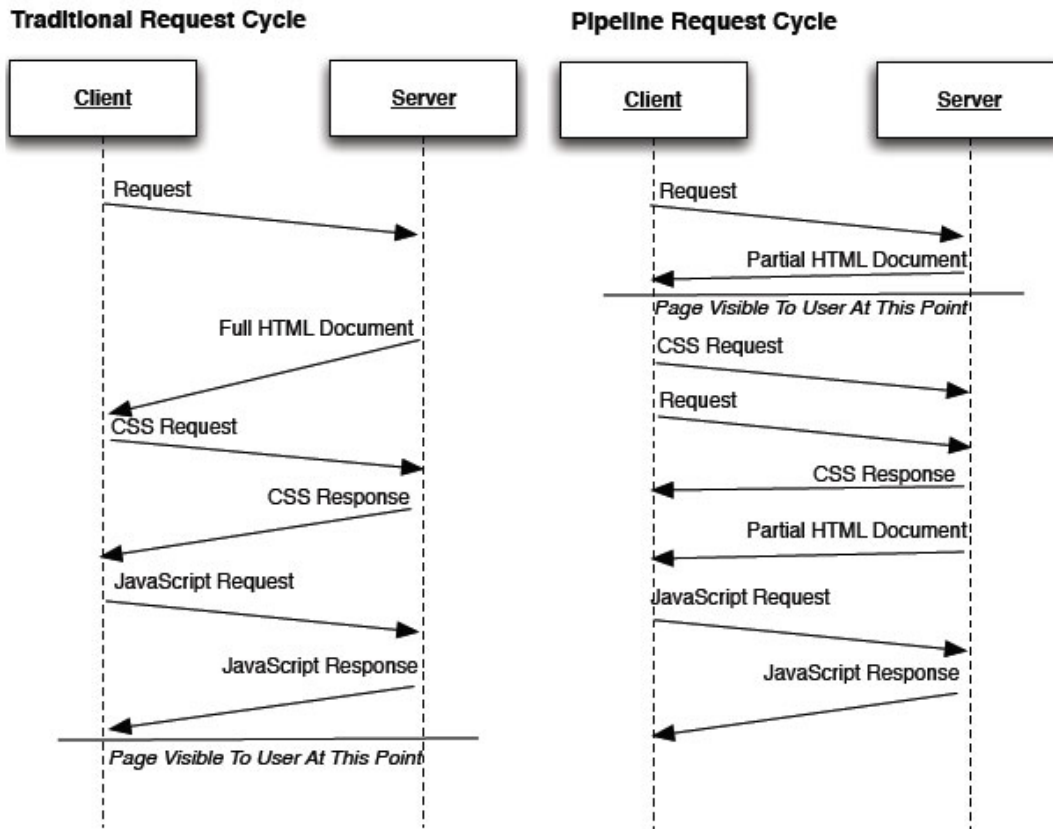 Traditional Request Cycle
Client
Server
Request
Full HTML Document
CSS Request
CSS Response
JavaScript Request
JavaScript Response
Page Visible To User At This Point
Pipeline Request Cycle
Client
Server
Request
Partial HTML Document
Page Visible To User At This Point
CSS Request
Request
CSS Response
Partial HTML Document
JavaScript Request
JavaScript Response